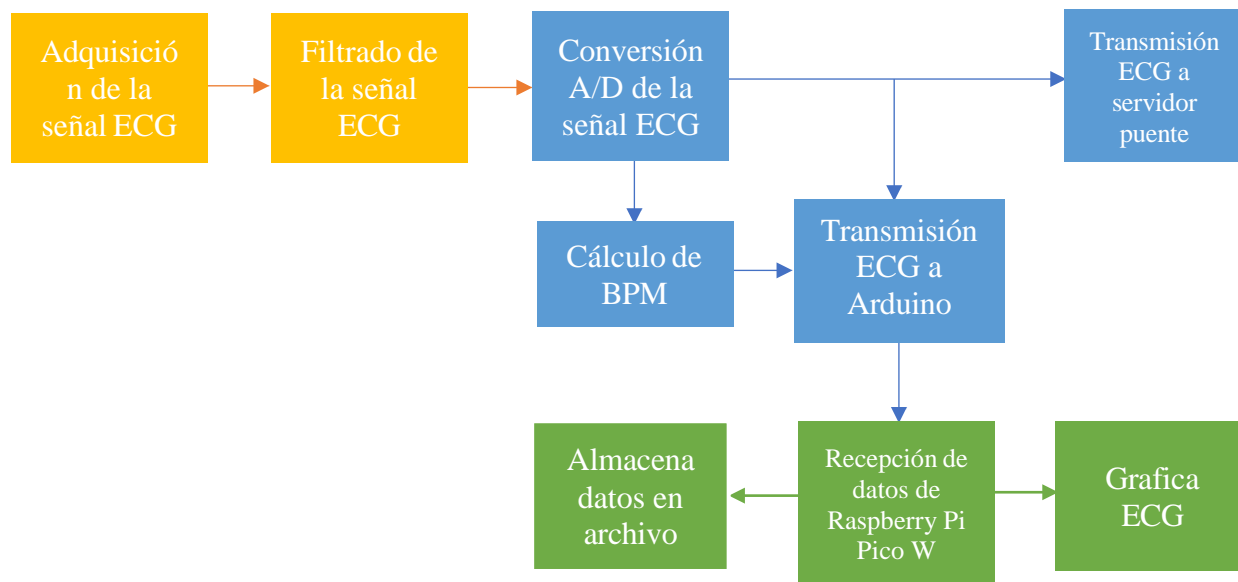 Adquisició
n de la
señal ECG
Filtrado de
la señal
ECG
Conversión
A/D de la
señal ECG
Transmisión
ECG a
servidor
puente
Cálculo de
BPM
Transmisión
ECG a
Arduino
Almacena
datos en
archivo
Recepción de
datos de
Raspberry Pi
Pico W
Grafica
ECG